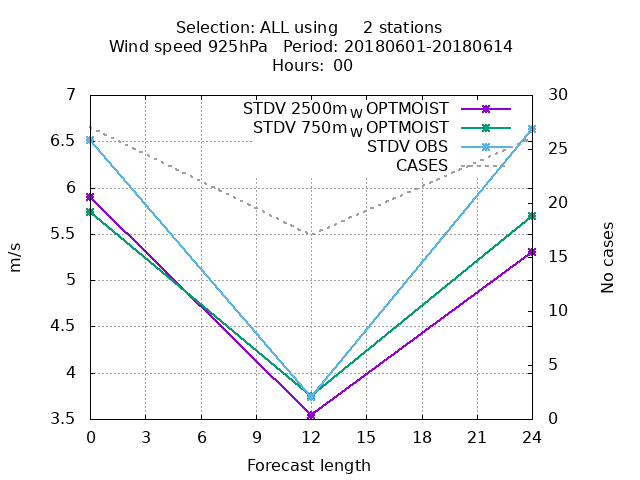 Selection: ALL using 2 stations
Wind speed 925hPa Period: 20180601-20180614
Hours: 00
STDV 2500m_W OPTMOIST
STDV 750m_W OPTMOIST
STDV OBS
CASES
7
6.5
6
5.5
5
4.5
4
3.5
m/s
30
25
20
15
10
5
0
No cases
0 3 6 9 12 15 18 21 24
Forecast length